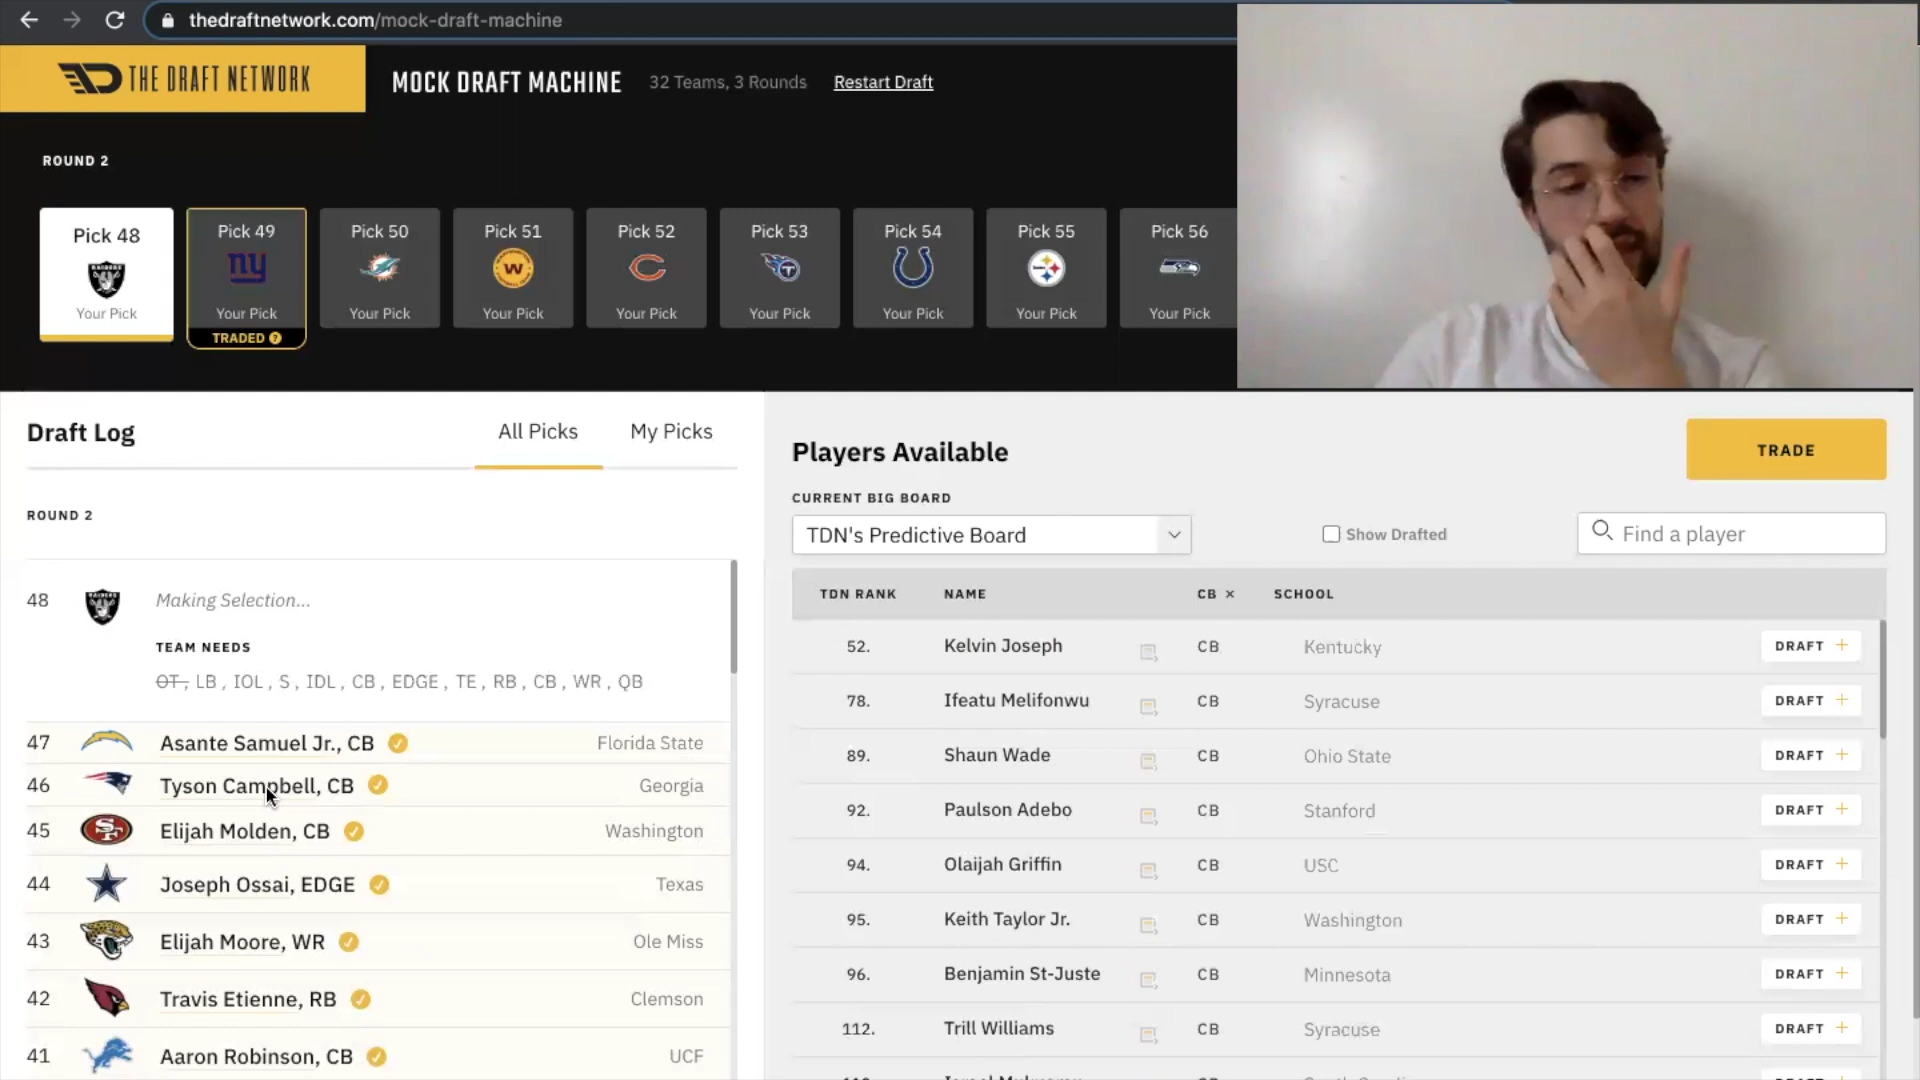 thedraftnetwork.com/mock-draft-machine
THE DRAFT NETWORK
MOCK DRAFT MACHINE
32 Teams, 3 Rounds
Restart Draft
ROUND 2
Pick 48
RAIDERS
Your Pick
Pick 49
ny
Your Pick
TRADED ?
Pick 50
Your Pick
Pick 51
W
Your Pick
Pick 52
C
Your Pick
Pick 53
T
Your Pick
Pick 54
Your Pick
Pick 55
Steelers
Your Pick
Pick 56
Your Pick
Draft Log
All Picks
My Picks
ROUND 2
48
RAIDERS
Making Selection...
TEAM NEEDS
OT, LB, IOL, S, IDL, CB, EDGE, TE, RB, CB, WR, QB
47 Asante Samuel Jr., CB Florida State
46 Tyson Campbell, CB Georgia
45 SF Elijah Molden, CB Washington
44 Joseph Ossai, EDGE Texas
43 Elijah Moore, WR Ole Miss
42 Travis Etienne, RB Clemson
41 Aaron Robinson, CB UCF
Players Available
TRADE
CURRENT BIG BOARD
TDN's Predictive Board
Show Drafted
Find a player
TDN RANK NAME CB × SCHOOL
52. Kelvin Joseph CB Kentucky DRAFT +
78. Ifeatu Melifonwu CB Syracuse DRAFT +
89. Shaun Wade CB Ohio State DRAFT +
92. Paulson Adebo CB Stanford DRAFT +
94. Olaijah Griffin CB USC DRAFT +
95. Keith Taylor Jr. CB Washington DRAFT +
96. Benjamin St-Juste CB Minnesota DRAFT +
112. Trill Williams CB Syracuse DRAFT +